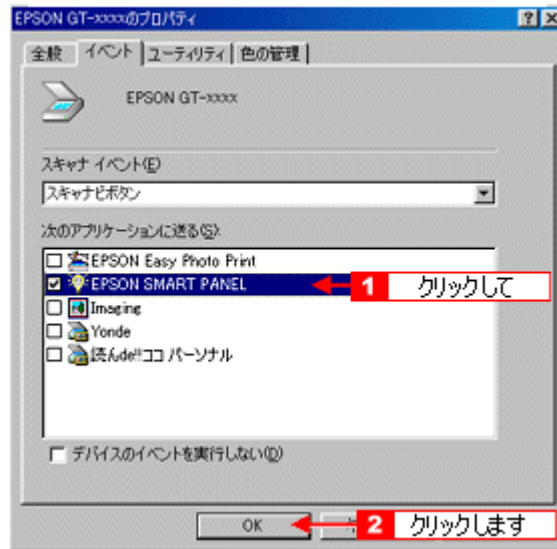 EPSON GT-xxxxのプロパティ
全般 イベント ユーティリティ 色の管理
EPSON GT-xxxx
スキャナ イベント(E)
スキャナビボタン
次のアプリケーションに送る(S):
EPSON Easy Photo Print
EPSON SMART PANEL
1 クリックして
Imaging
Yonde
読んde!!ココ パーソナル
デバイスのイベントを実行しない(D)
OK
2 クリックします